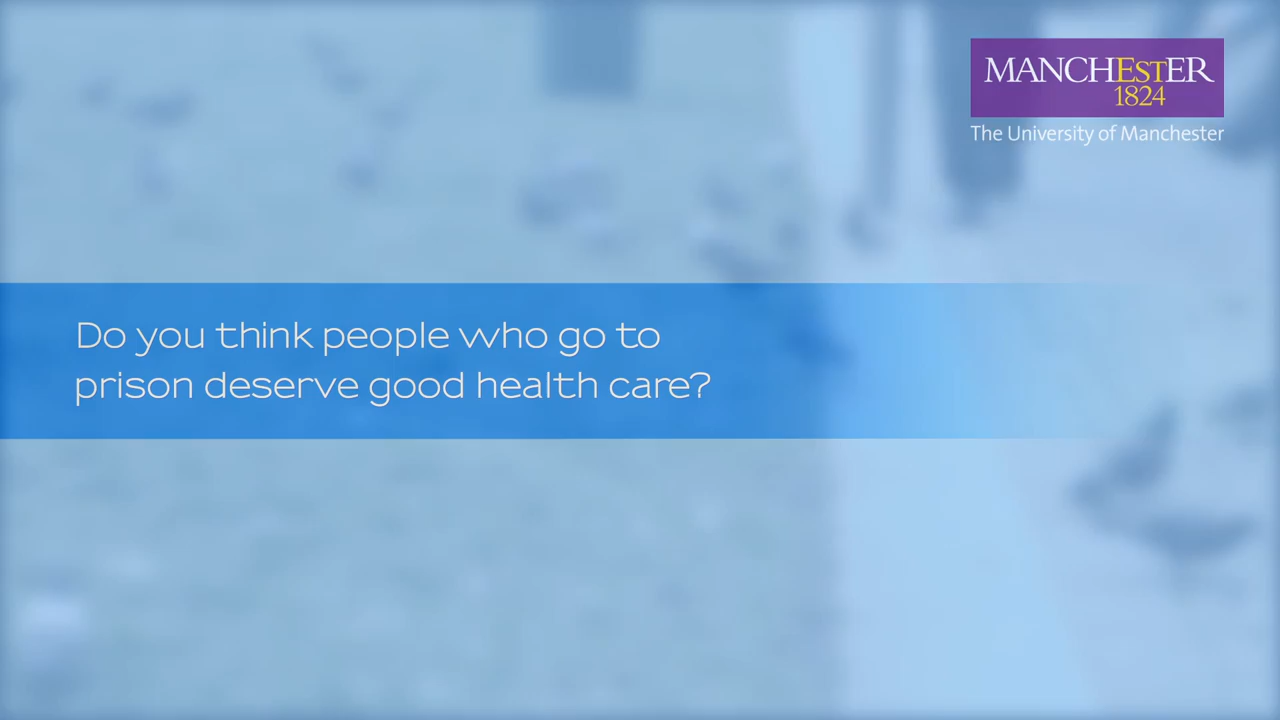 MANCHEstER
1824
The University of Manchester
Do you think people who go to
prison deserve good health care?